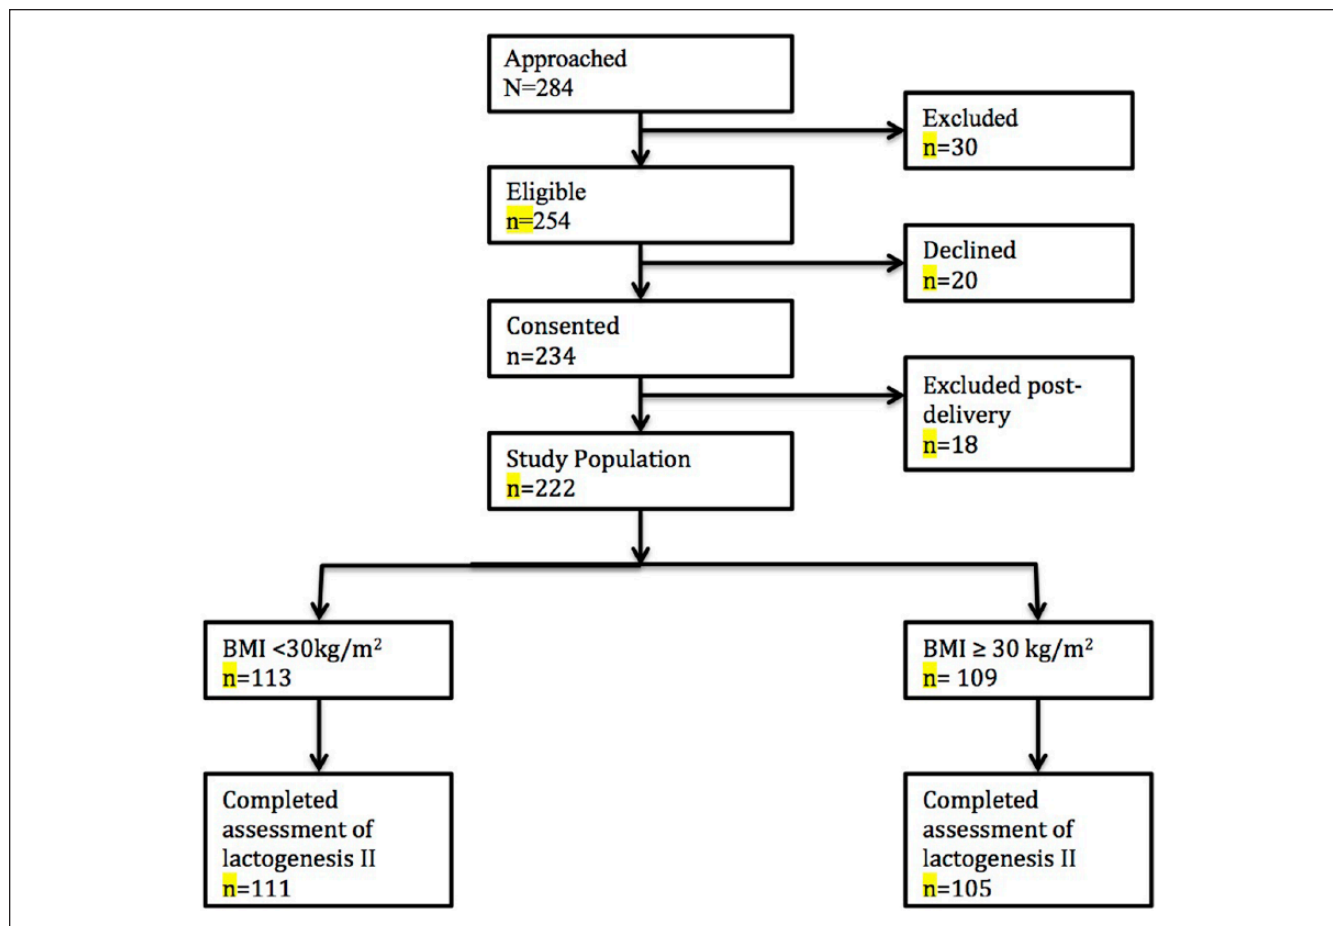 Approached
N=284
Excluded
n=30
Eligible
n=254
Declined
n=20
Consented
n=234
Excluded post-
delivery
n=18
Study Population
n=222
BMI <30kg/m²
n=113
BMI ≥ 30 kg/m²
n= 109
Completed
assessment of
lactogenesis II
n=111
Completed
assessment of
lactogenesis II
n=105